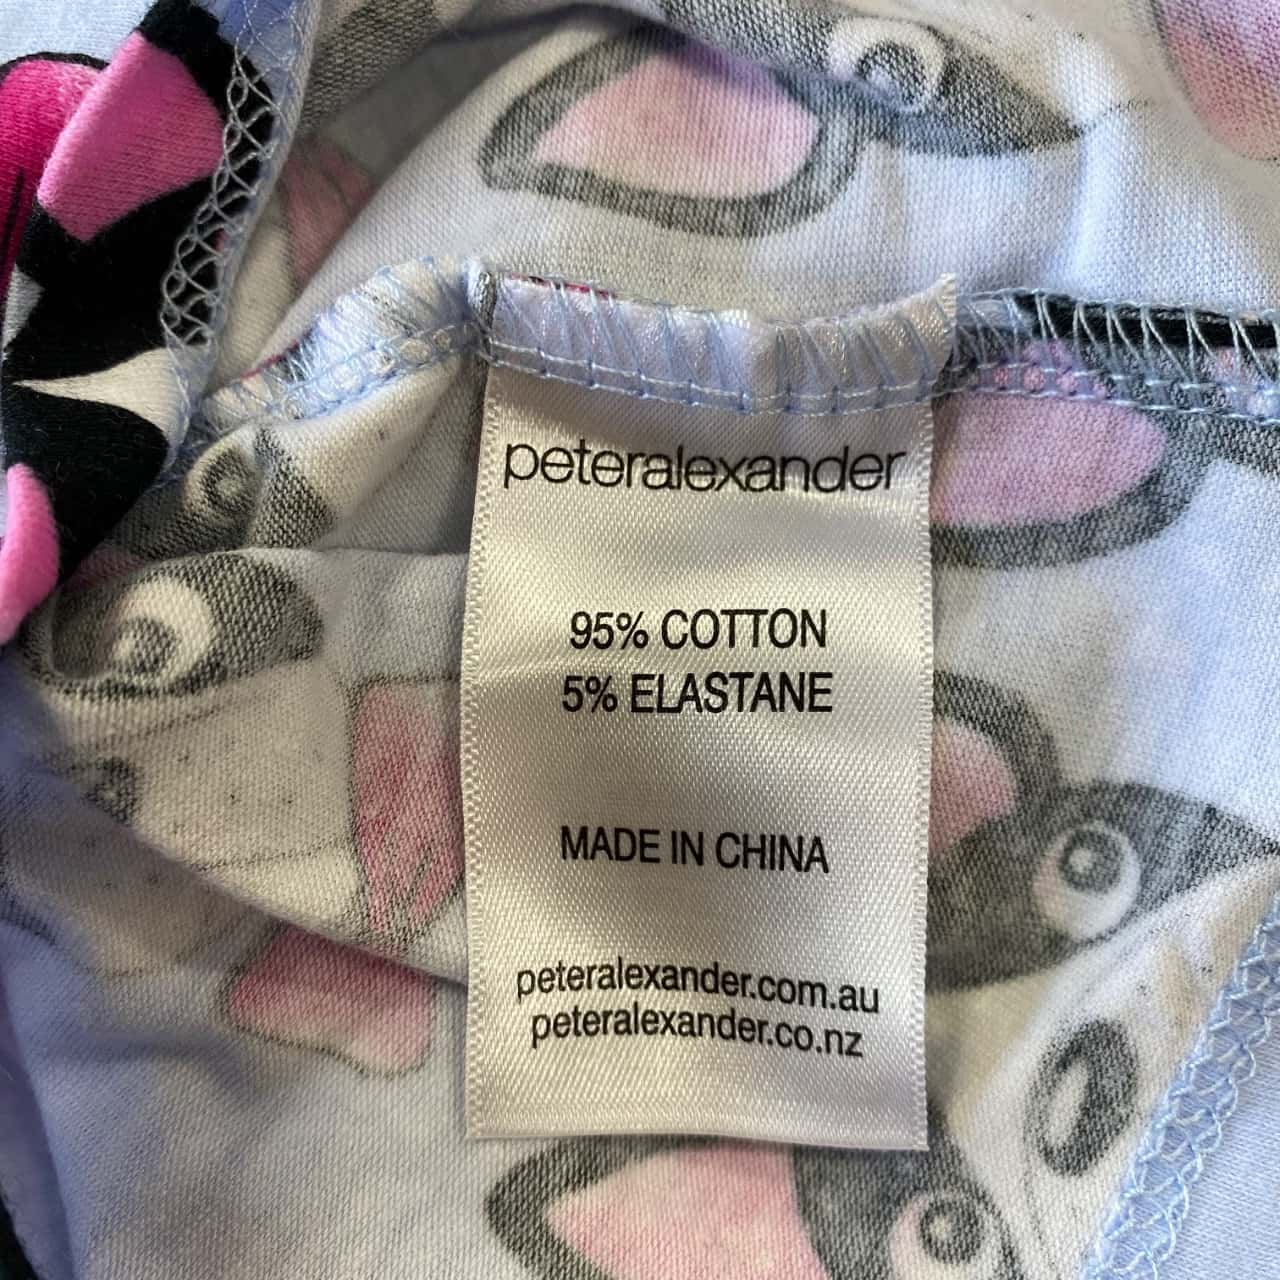 peteralexander
95% COTTON
5% ELASTANE
MADE IN CHINA
peteralexander.com.au
peteralexander.co.nz